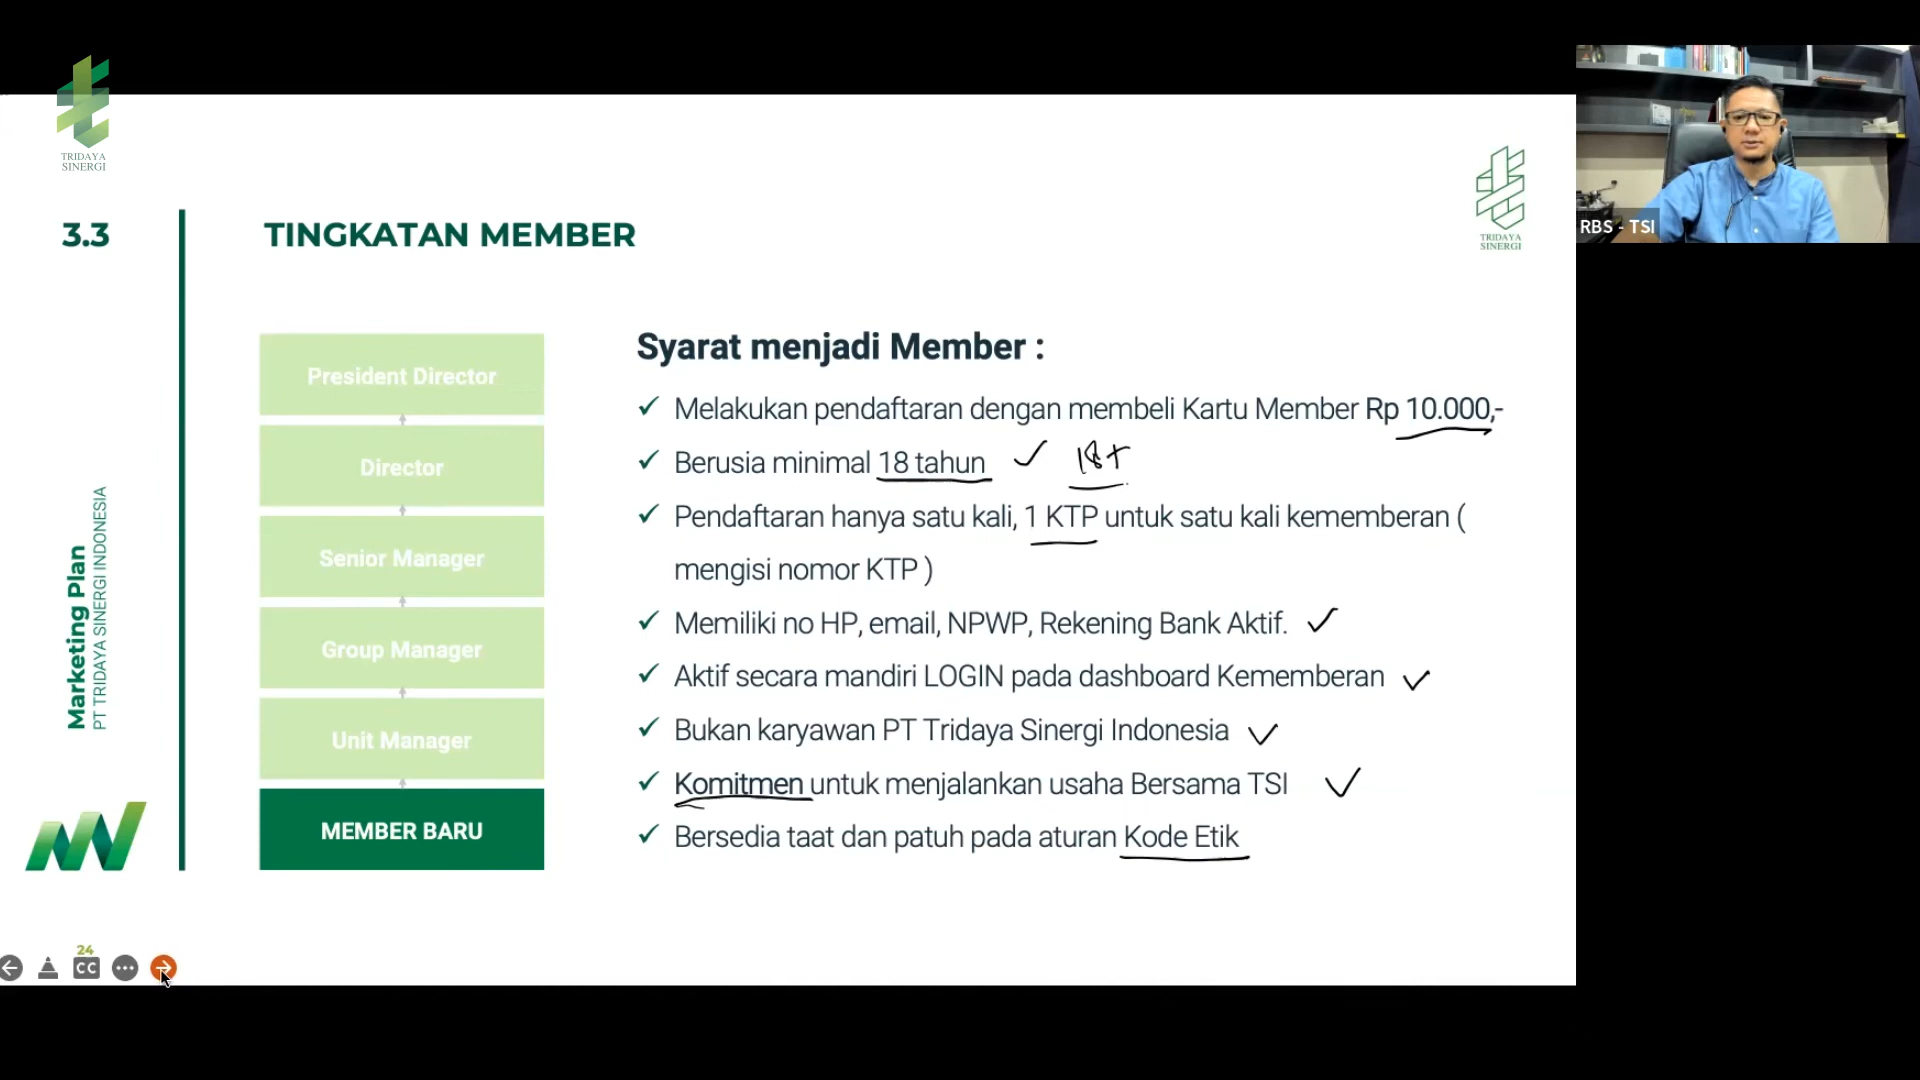 TRIDAYA
SINERGI
RBS - TSI
TRIDAYA
SINERGI
3.3
TINGKATAN MEMBER
President Director
Director
Senior Manager
Group Manager
Unit Manager
MEMBER BARU
Syarat menjadi Member :
Melakukan pendaftaran dengan membeli Kartu Member Rp 10.000,-
Berusia minimal 18 tahun 18+
Pendaftaran hanya satu kali, 1 KTP untuk satu kali kememberan (
mengisi nomor KTP )
Memiliki no HP, email, NPWP, Rekening Bank Aktif.
Aktif secara mandiri LOGIN pada dashboard Kememberan
Bukan karyawan PT Tridaya Sinergi Indonesia
Komitmen untuk menjalankan usaha Bersama TSI
Bersedia taat dan patuh pada aturan Kode Etik
Marketing Plan
PT TRIDAYA SINERGI INDONESIA
24
CC